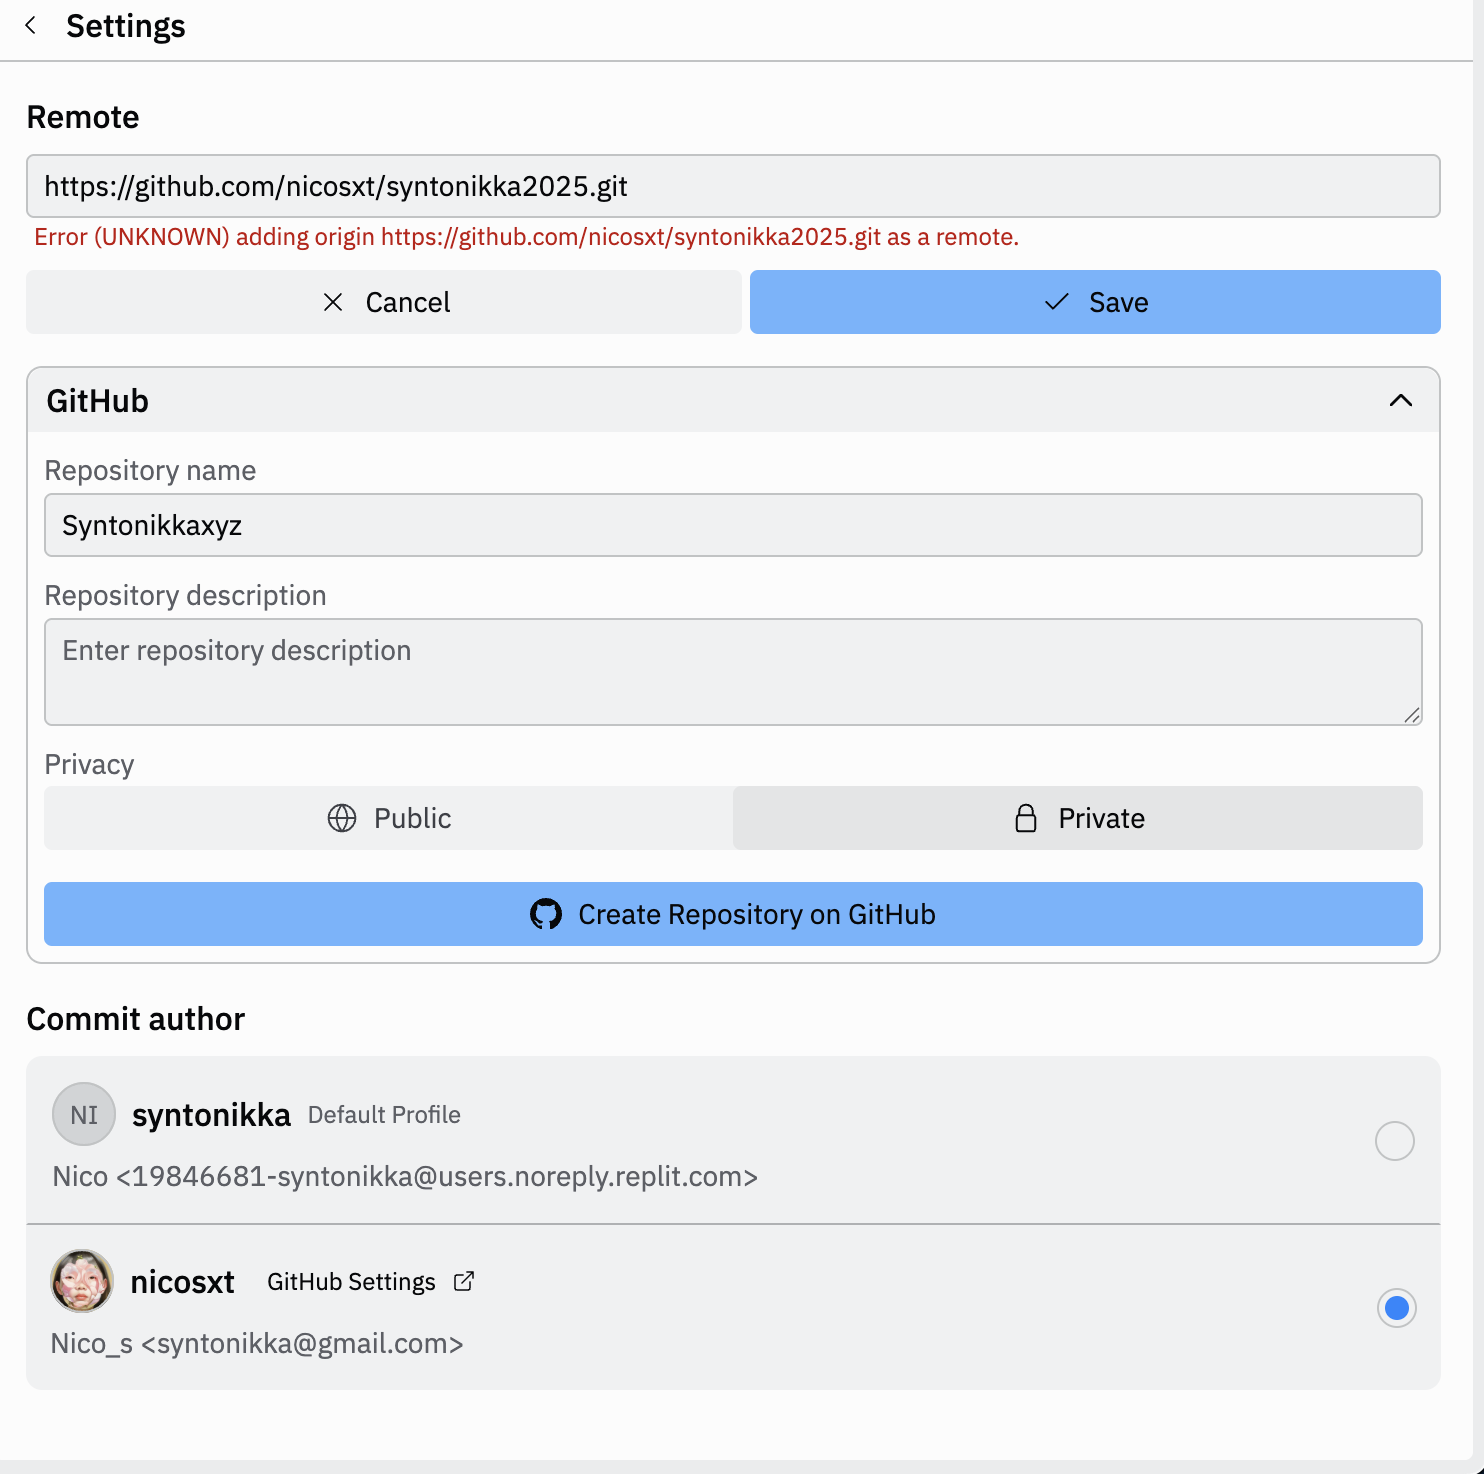 Settings
Remote
https://github.com/nicosxt/syntonikka2025.git
Error (UNKNOWN) adding origin https://github.com/nicosxt/syntonikka2025.git as a remote.
Cancel
Save
GitHub
Repository name
Syntonikkaxyz
Repository description
Enter repository description
Privacy
Public
Private
Create Repository on GitHub
Commit author
NI syntonikka Default Profile
Nico <19846681-syntonikka@users.noreply.replit.com>
nicosxt GitHub Settings
Nico_s <syntonikka@gmail.com>